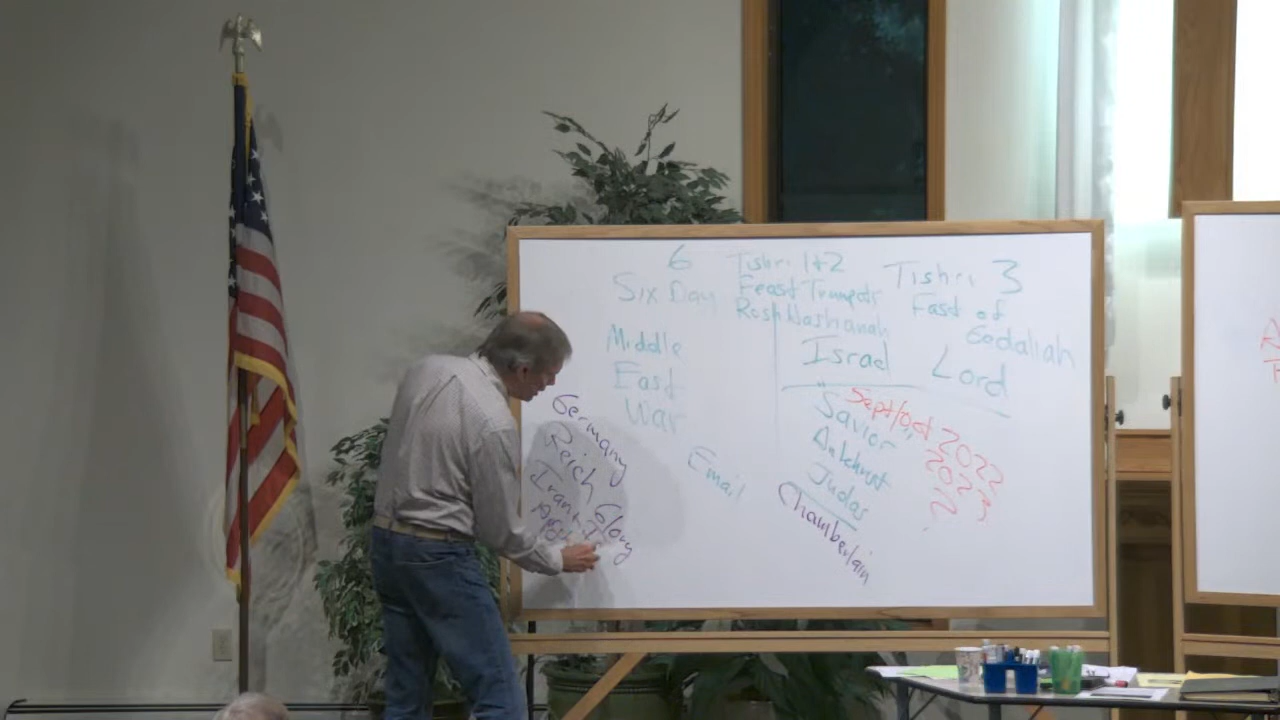 6
Six Day
Middle
East
War
Tishri 1+2
Feast Trumpets
Rosh Hashanah
Israel
Tishri 3
Fast of
Gedaliah
Lord
Savior
Antichrist
Judas
Chamberlain
Sept/Oct 2022
2023
Email
Germany
Reich Glory
Iran